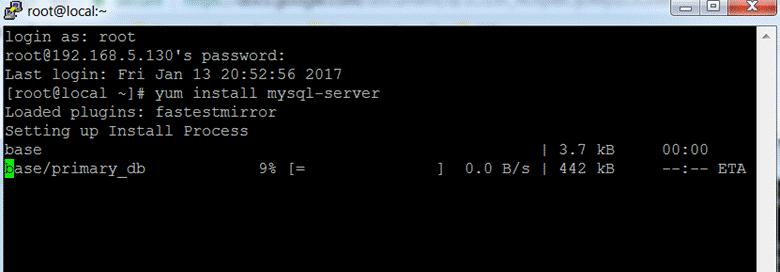 root@local:~
login as: root
root@192.168.5.130's password:
Last login: Fri Jan 13 20:52:56 2017
[root@local ~]# yum install mysql-server
Loaded plugins: fastestmirror
Setting up Install Process
base | 3.7 kB 00:00
base/primary_db 9% [= ] 0.0 B/s | 442 kB --:-- ETA